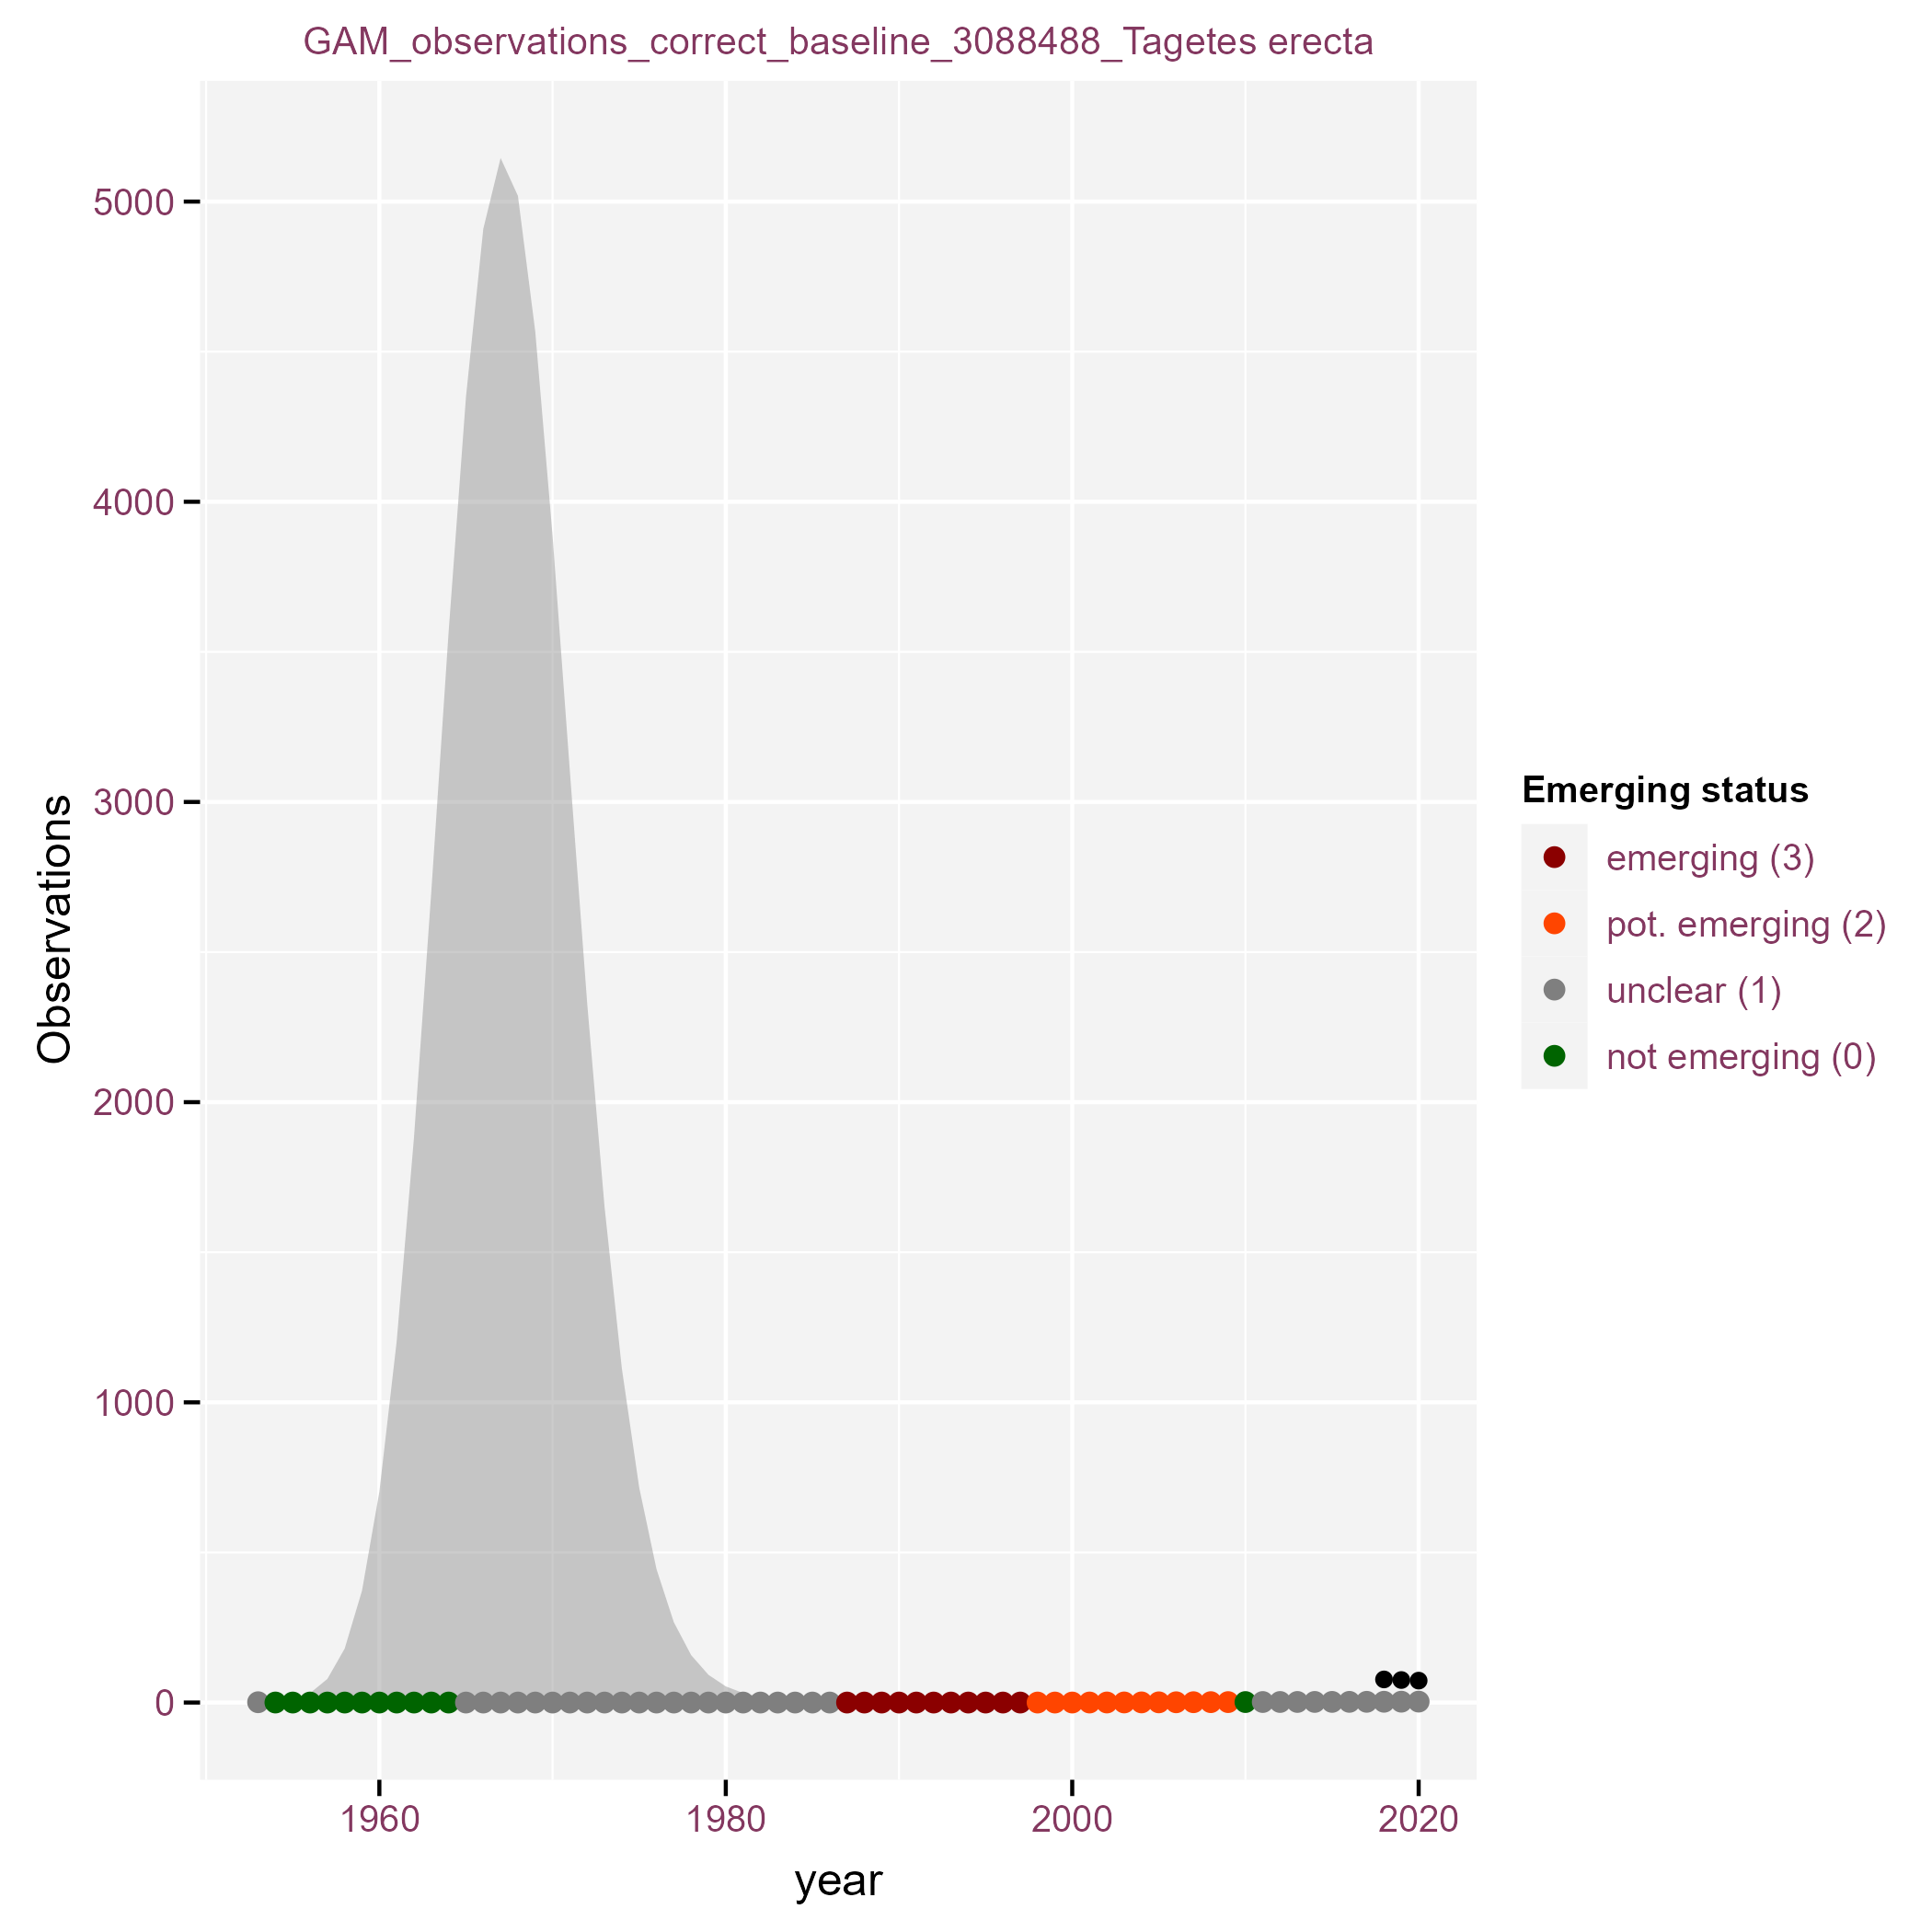 GAM_observations_correct_baseline_3088488_Tagetes erecta
5000
4000
3000
2000
1000
0
Observations
1960
1980
2000
2020
year
Emerging status
emerging (3)
pot. emerging (2)
unclear (1)
not emerging (0)